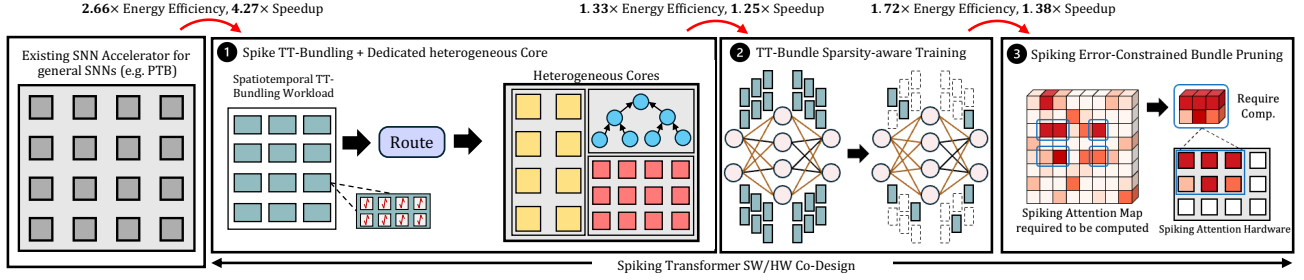 2.66× Energy Efficiency, 4.27× Speedup
1.33× Energy Efficiency, 1.25× Speedup
1.72× Energy Efficiency, 1.38× Speedup
Existing SNN Accelerator for
general SNNs (e.g. PTB)
1 Spike TT-Bundling + Dedicated heterogeneous Core
Spatiotemporal TT-
Bundling Workload
Route
Heterogeneous Cores
2 TT-Bundle Sparsity-aware Training
3 Spiking Error-Constrained Bundle Pruning
Require
Comp.
Spiking Attention Map
required to be computed
Spiking Attention Hardware
Spiking Transformer SW/HW Co-Design